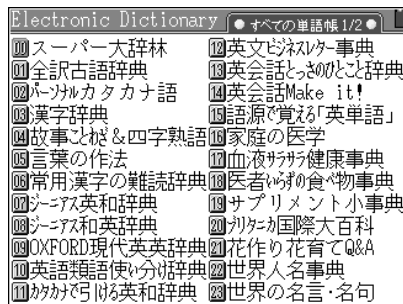 Electronic Dictionary ●すべての単語帳1/2●
00スーパー大辞林
01全訳古語辞典
02パーソナルカタカナ語
03漢字辞典
04故事ことわざ&四字熟語
05言葉の作法
06常用漢字の難読辞典
07ジーニアス英和辞典
08ジーニアス和英辞典
09OXFORD現代英英辞典
10英語類語使い分け辞典
11カタカナで引ける英和辞典
12英文ビジネスレター事典
13英会話とっさのひとこと辞典
14英会話Make it!
15語源で覚える「英単語」
16家庭の医学
17血液サラサラ健康事典
18医者いらずの食べ物事典
19サプリメント小事典
20ブリタニカ国際大百科
21花作り花育てQ&A
22世界人名事典
23世界の名言・名句